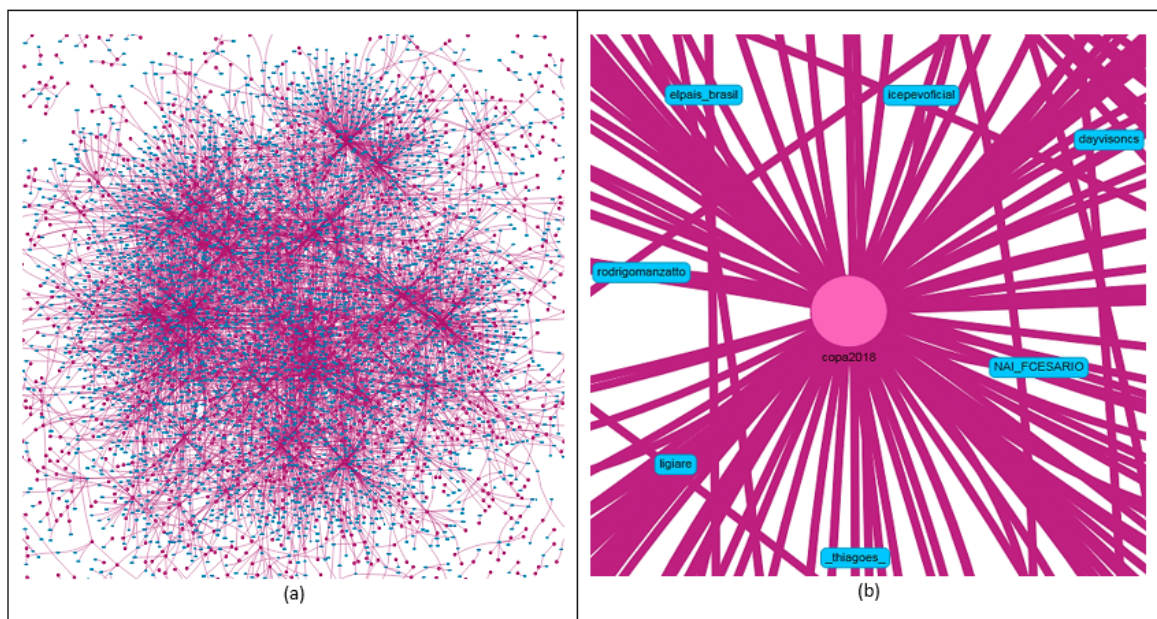 (a)
elpais_brasil
icepevoficial
dayvisoncs
rodrigomanzatto
copa2018
NAI_FCESARIO
ligiare
_thiagoes_
(b)